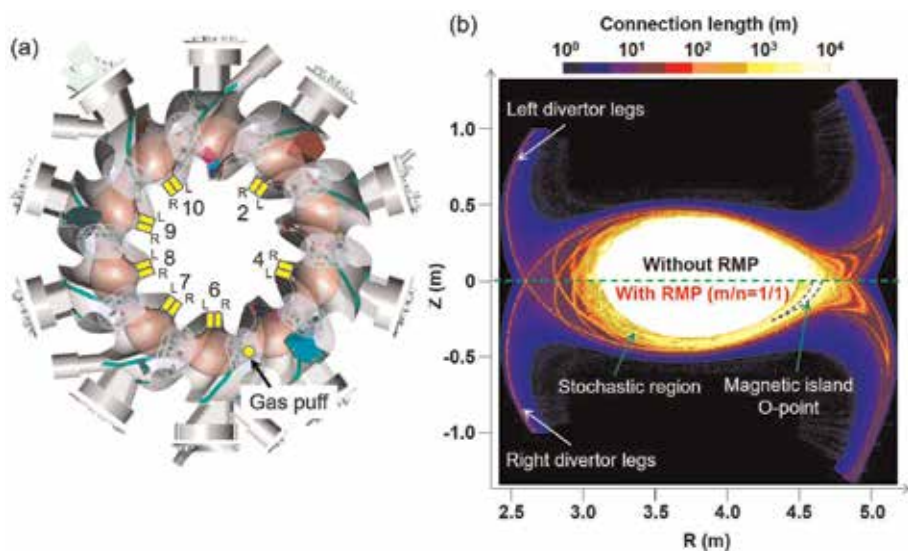 (a)
L
R
10
R
2
L
L
R
9
L
R
8
L
7
R
6
L
R
4
R
L
Gas puff
(b)
Connection length (m)
10⁰ 10¹ 10² 10³ 10⁴
Left divertor legs
1.0
0.5
Without RMP
0
With RMP (m/n=1/1)
-0.5
Stochastic region
Magnetic island
O-point
-1.0
Right divertor legs
Z (m)
2.5 3.0 3.5 4.0 4.5 5.0
R (m)